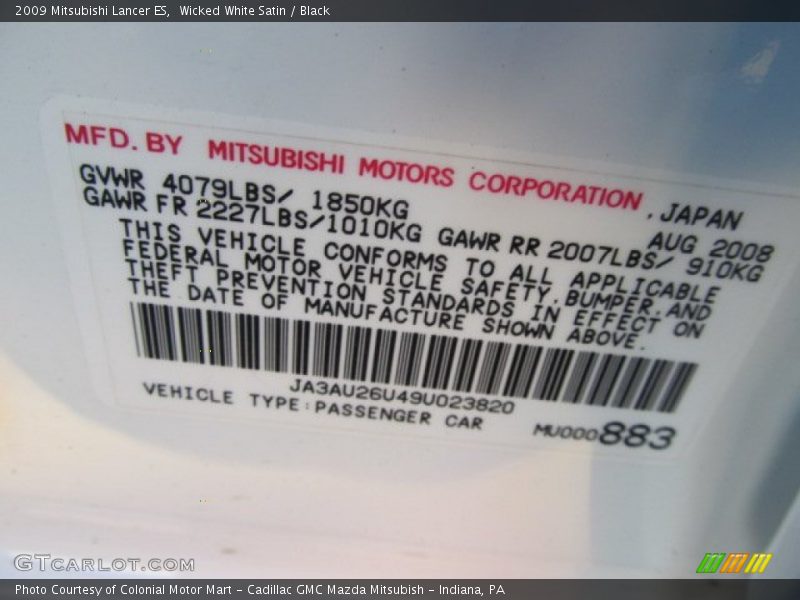 2009 Mitsubishi Lancer ES, Wicked White Satin / Black
MFD. BY MITSUBISHI MOTORS CORPORATION , JAPAN
GVWR 4079LBS/ 1850KG AUG 2008
GAWR FR 2227LBS/1010KG GAWR RR 2007LBS/ 910KG
THIS VEHICLE CONFORMS TO ALL APPLICABLE
FEDERAL MOTOR VEHICLE SAFETY, BUMPER, AND
THEFT PREVENTION STANDARDS IN EFFECT ON
THE DATE OF MANUFACTURE SHOWN ABOVE.
JA3AU26U49U023820
VEHICLE TYPE: PASSENGER CAR MU000883
GTCARLOT.COM
Photo Courtesy of Colonial Motor Mart - Cadillac GMC Mazda Mitsubish - Indiana, PA